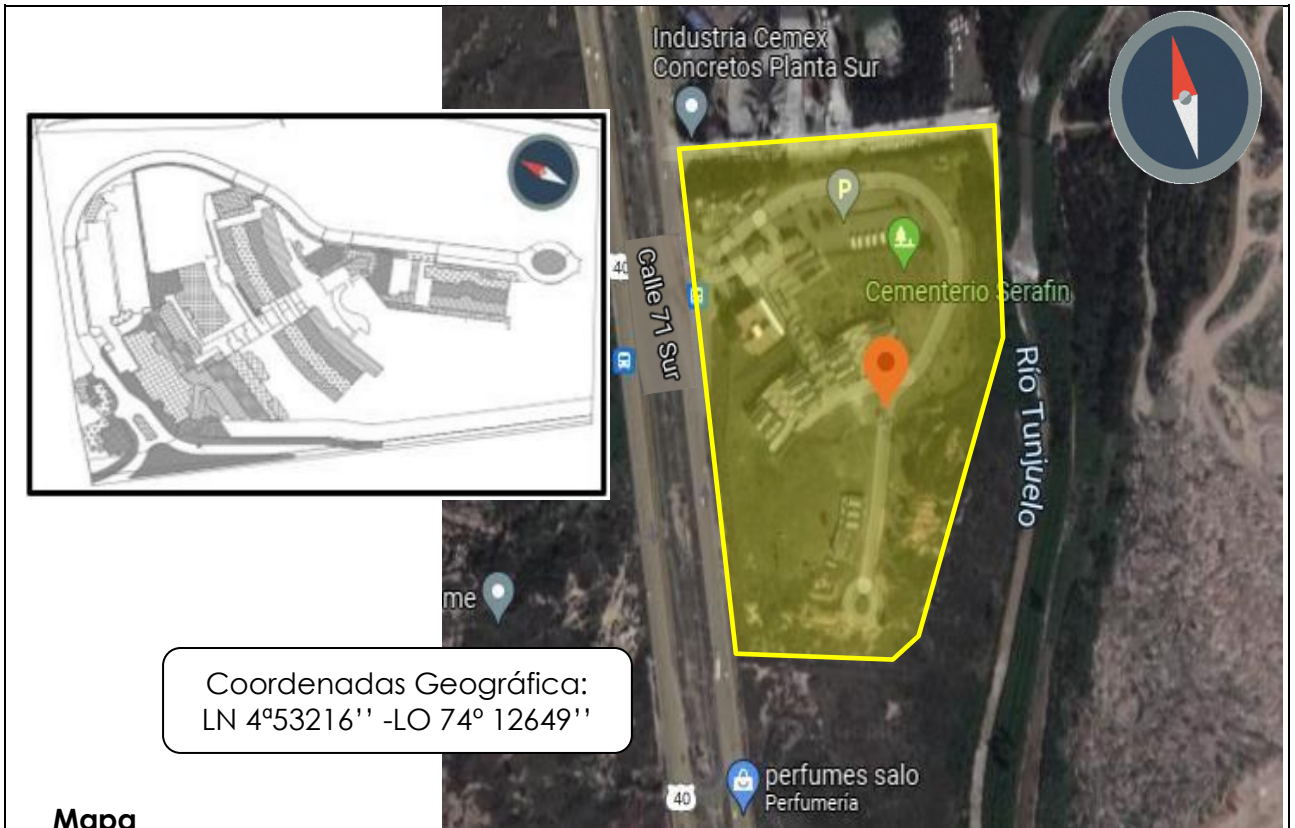 Industria Cemex
Concretos Planta Sur
P
40
Calle 71 Sur
Cementerio Serafin
Río Tunjuelo
me
Coordenadas Geográfica:
LN 4ª53216’’ -LO 74º 12649’’
perfumes salo
Perfumería
40
Mapa